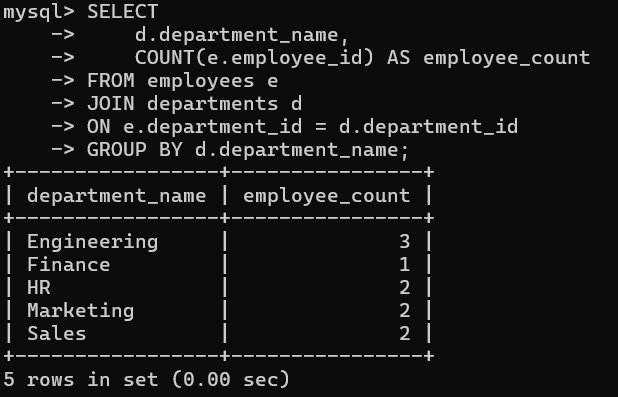 mysql> SELECT
    ->     d.department_name,
    ->     COUNT(e.employee_id) AS employee_count
    -> FROM employees e
    -> JOIN departments d
    -> ON e.department_id = d.department_id
    -> GROUP BY d.department_name;
+-----------------+----------------+
| department_name | employee_count |
+-----------------+----------------+
| Engineering     |              3 |
| Finance         |              1 |
| HR              |              2 |
| Marketing       |              2 |
| Sales           |              2 |
+-----------------+----------------+
5 rows in set (0.00 sec)